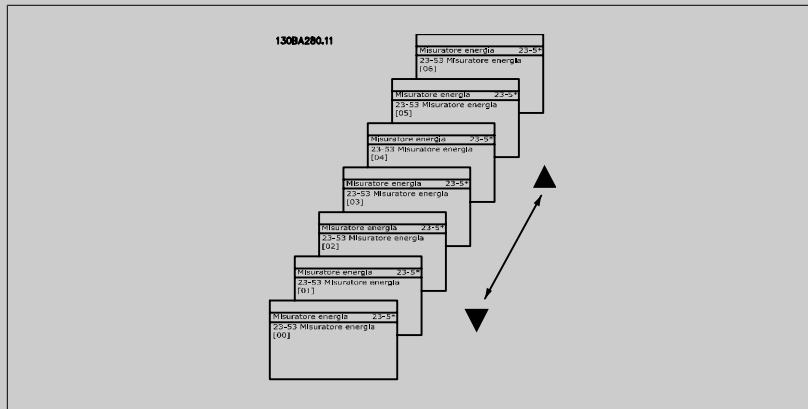 130BA280.11
Misuratore energia 23-5*
23-53 Misuratore energia
[06]
Misuratore energia 23-5*
23-53 Misuratore energia
[05]
Misuratore energia 23-5*
23-53 Misuratore energia
[04]
Misuratore energia 23-5*
23-53 Misuratore energia
[03]
Misuratore energia 23-5*
23-53 Misuratore energia
[02]
Misuratore energia 23-5*
23-53 Misuratore energia
[01]
Misuratore energia 23-5*
23-53 Misuratore energia
[00]